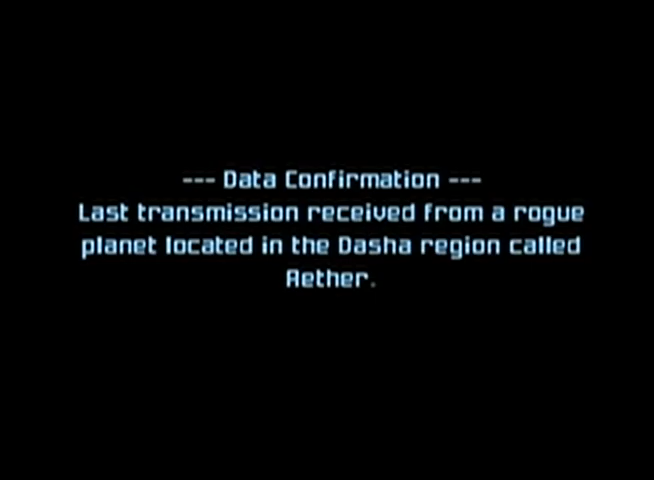 --- Data Confirmation ---
Last transmission received from a rogue
planet located in the Dasha region called
Aether.